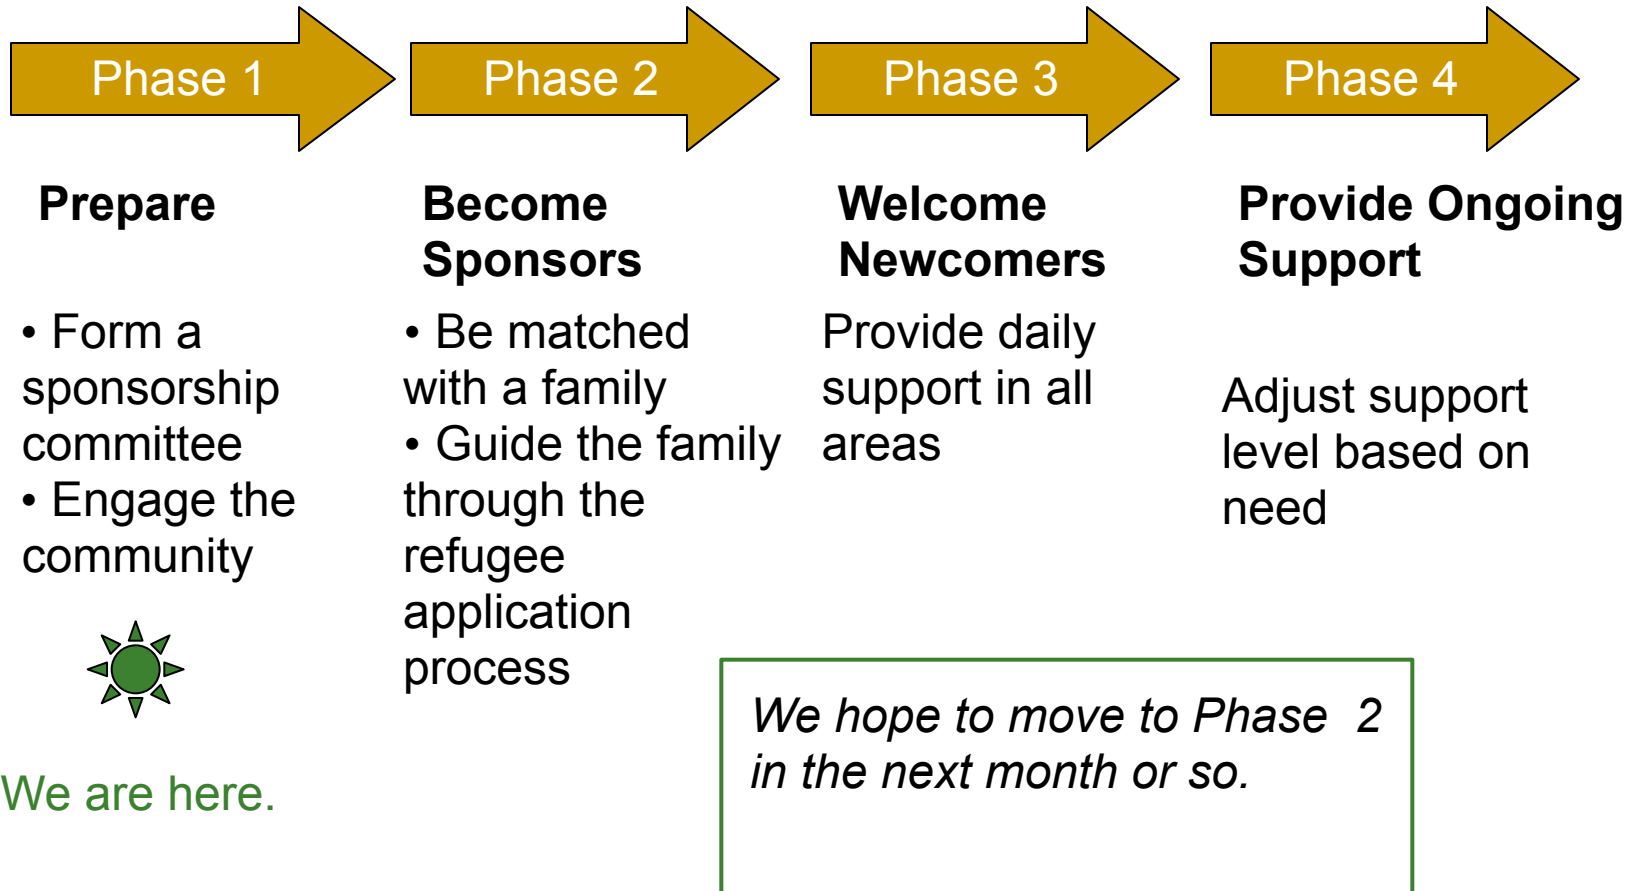 Phase 1
Phase 2
Phase 3
Phase 4
Prepare
Become
Sponsors
Welcome
Newcomers
Provide Ongoing
Support
• Form a
sponsorship
committee
• Engage the
community
• Be matched
with a family
• Guide the family
through the
refugee
application
process
Provide daily
support in all
areas
Adjust support
level based on
need
We are here.
We hope to move to Phase  2
in the next month or so.